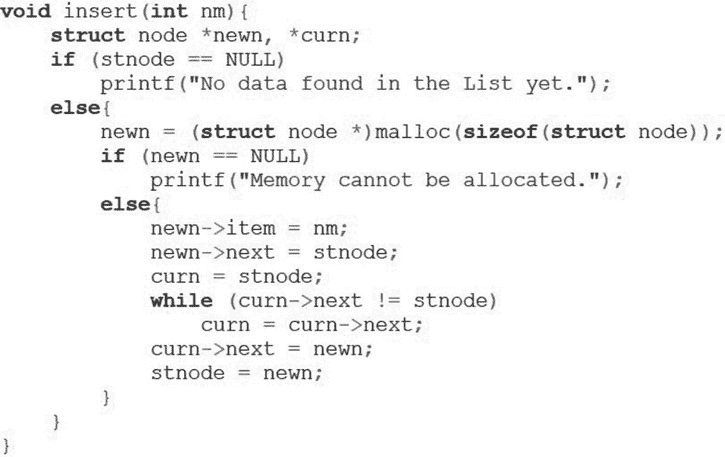 void insert(int nm){
    struct node *newn, *curn;
    if (stnode == NULL)
        printf("No data found in the List yet.");
    else{
        newn = (struct node *)malloc(sizeof(struct node));
        if (newn == NULL)
            printf("Memory cannot be allocated.");
        else{
            newn->item = nm;
            newn->next = stnode;
            curn = stnode;
            while (curn->next != stnode)
                curn = curn->next;
            curn->next = newn;
            stnode = newn;
        }
    }
}